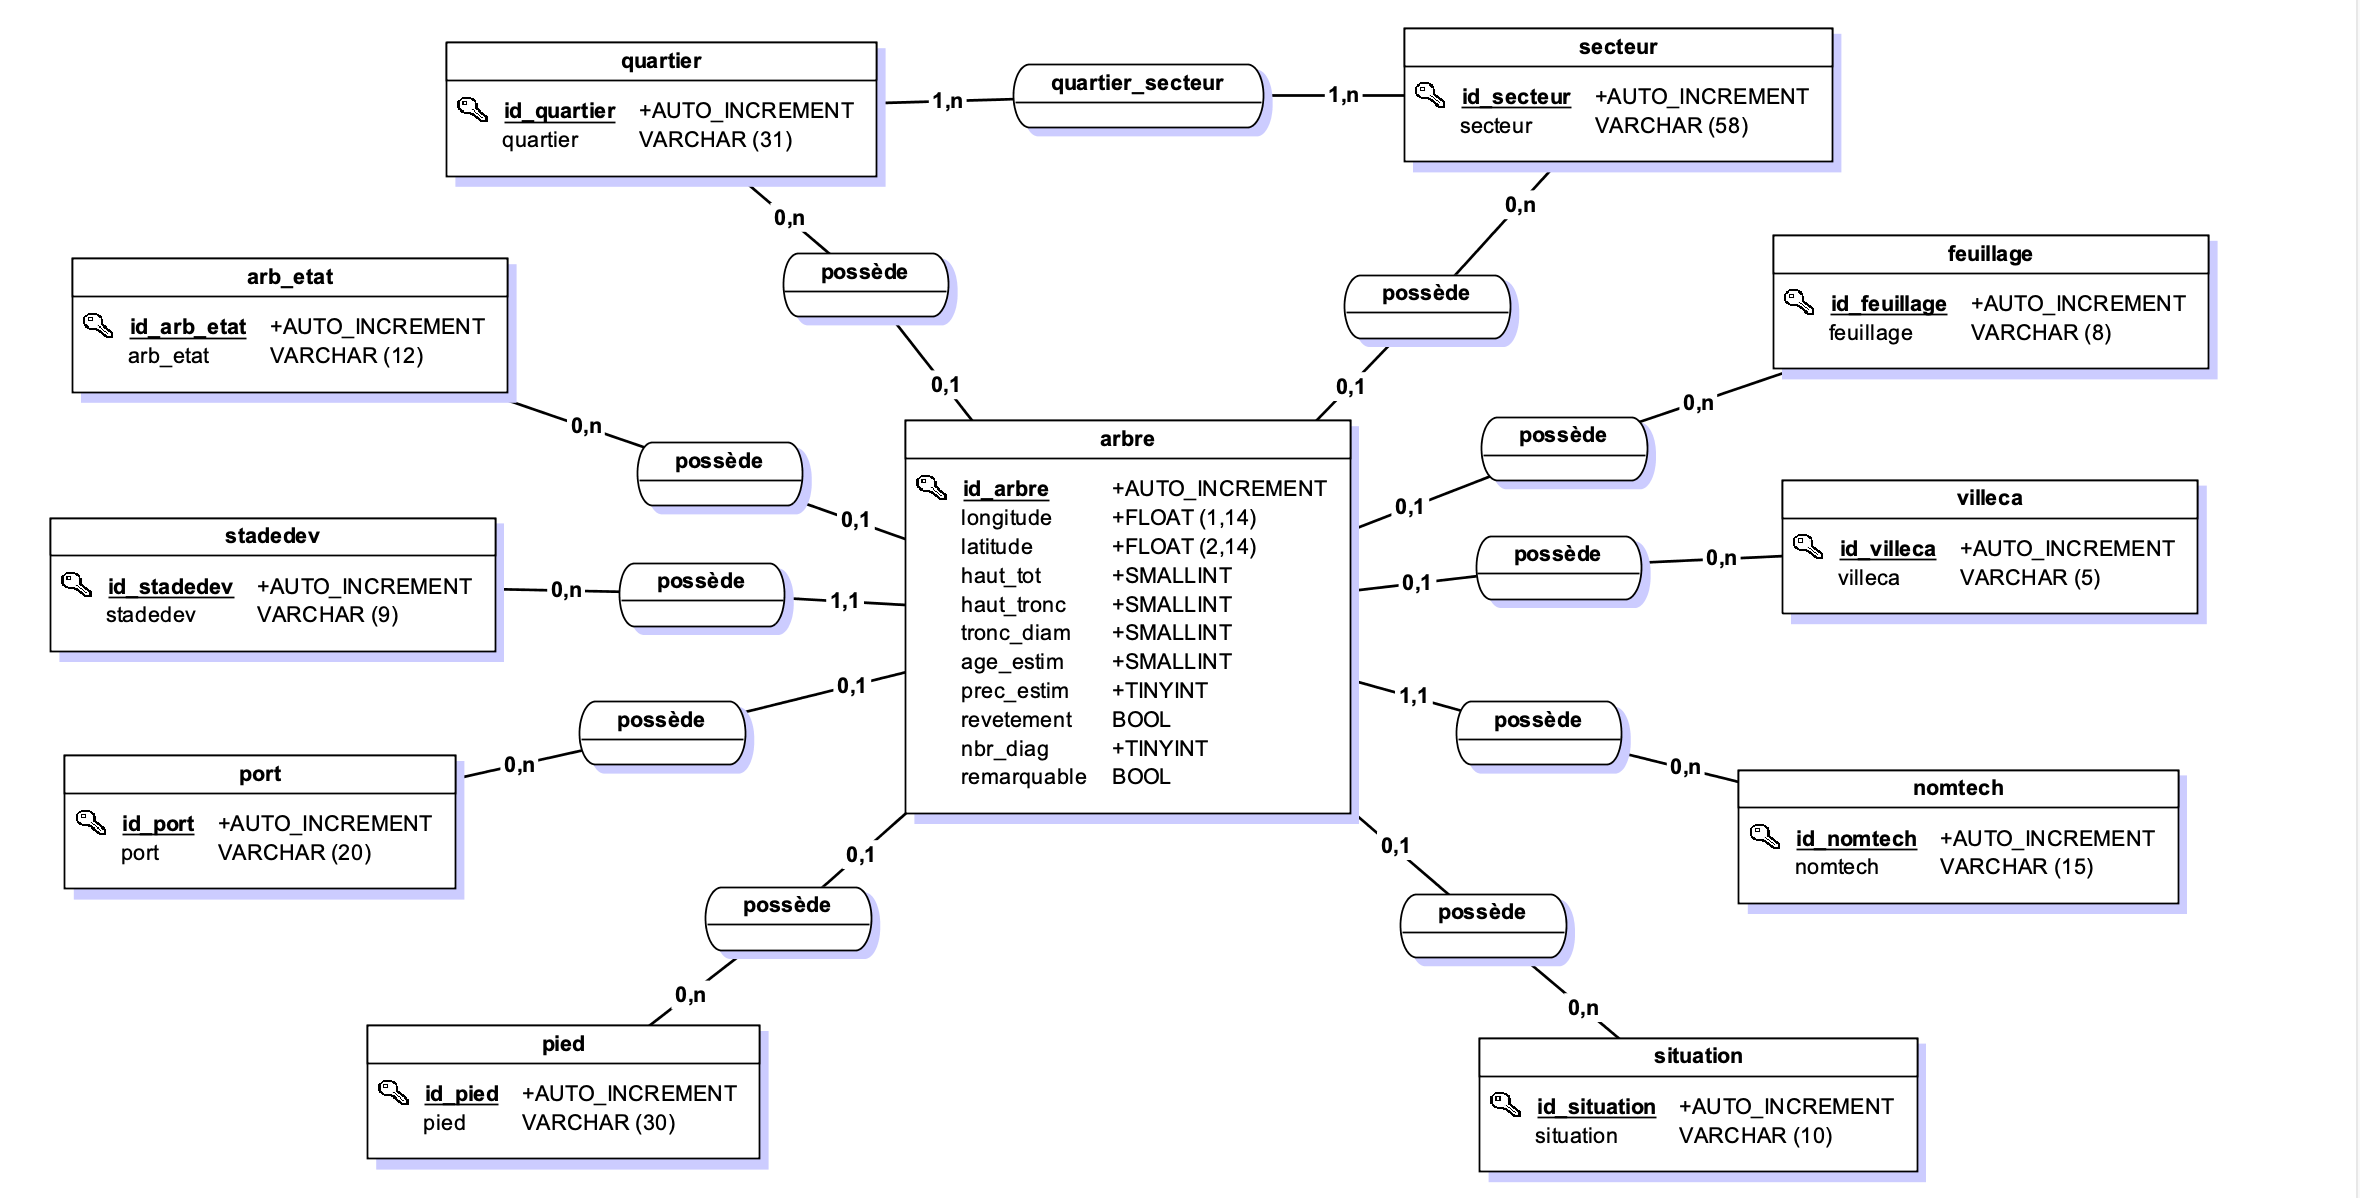 quartier
id_quartier +AUTO_INCREMENT
quartier VARCHAR (31)
1,n
quartier_secteur
1,n
secteur
id_secteur +AUTO_INCREMENT
secteur VARCHAR (58)
0,n
possède
0,1
0,n
possède
0,1
feuillage
id_feuillage +AUTO_INCREMENT
feuillage VARCHAR (8)
0,n
possède
0,1
arb_etat
id_arb_etat +AUTO_INCREMENT
arb_etat VARCHAR (12)
0,n
possède
0,1
arbre
id_arbre +AUTO_INCREMENT
longitude +FLOAT (1,14)
latitude +FLOAT (2,14)
haut_tot +SMALLINT
haut_tronc +SMALLINT
tronc_diam +SMALLINT
age_estim +SMALLINT
prec_estim +TINYINT
revetement BOOL
nbr_diag +TINYINT
remarquable BOOL
villeca
id_villeca +AUTO_INCREMENT
villeca VARCHAR (5)
0,n
possède
0,1
stadedev
id_stadedev +AUTO_INCREMENT
stadedev VARCHAR (9)
0,n
possède
1,1
1,1
possède
0,n
nomtech
id_nomtech +AUTO_INCREMENT
nomtech VARCHAR (15)
0,1
possède
0,n
port
id_port +AUTO_INCREMENT
port VARCHAR (20)
0,1
possède
0,n
pied
id_pied +AUTO_INCREMENT
pied VARCHAR (30)
0,1
possède
0,n
situation
id_situation +AUTO_INCREMENT
situation VARCHAR (10)